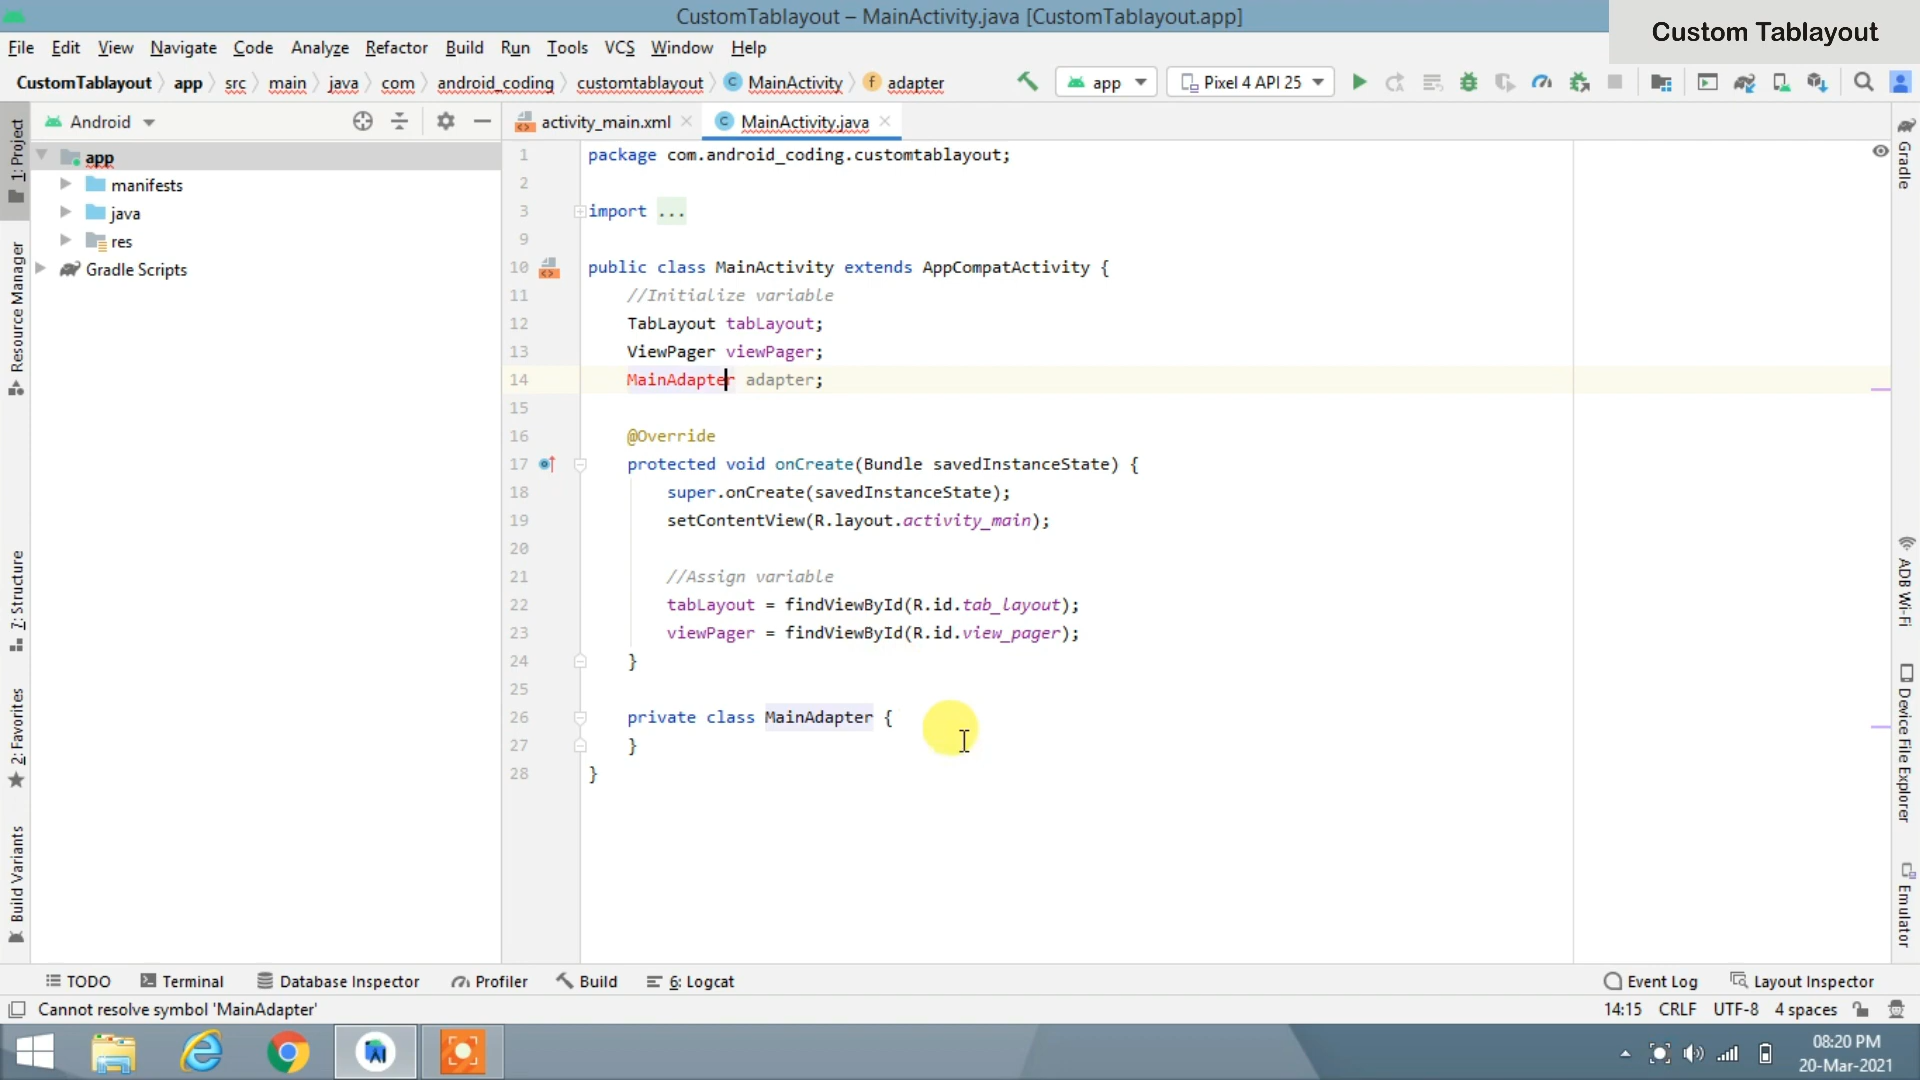 CustomTablayout – MainActivity.java [CustomTablayout.app]
Custom Tablayout
File Edit View Navigate Code Analyze Refactor Build Run Tools VCS Window Help
CustomTablayout app src main java com android_coding customtablayout MainActivity adapter
app Pixel 4 API 25
Android
activity_main.xml
MainActivity.java
1: Project
Resource Manager
7: Structure
2: Favorites
Build Variants
app
manifests
java
res
Gradle Scripts
1 package com.android_coding.customtablayout;
2
3 import ...
9
10 public class MainActivity extends AppCompatActivity {
11 //Initialize variable
12 TabLayout tabLayout;
13 ViewPager viewPager;
14 MainAdapter adapter;
15
16 @Override
17 protected void onCreate(Bundle savedInstanceState) {
18 super.onCreate(savedInstanceState);
19 setContentView(R.layout.activity_main);
20
21 //Assign variable
22 tabLayout = findViewById(R.id.tab_layout);
23 viewPager = findViewById(R.id.view_pager);
24 }
25
26 private class MainAdapter {
27 }
28 }
Gradle
ADB Wi-Fi
Device File Explorer
Emulator
TODO Terminal Database Inspector Profiler Build 6: Logcat Event Log Layout Inspector
Cannot resolve symbol 'MainAdapter' 14:15 CRLF UTF-8 4 spaces
08:20 PM
20-Mar-2021